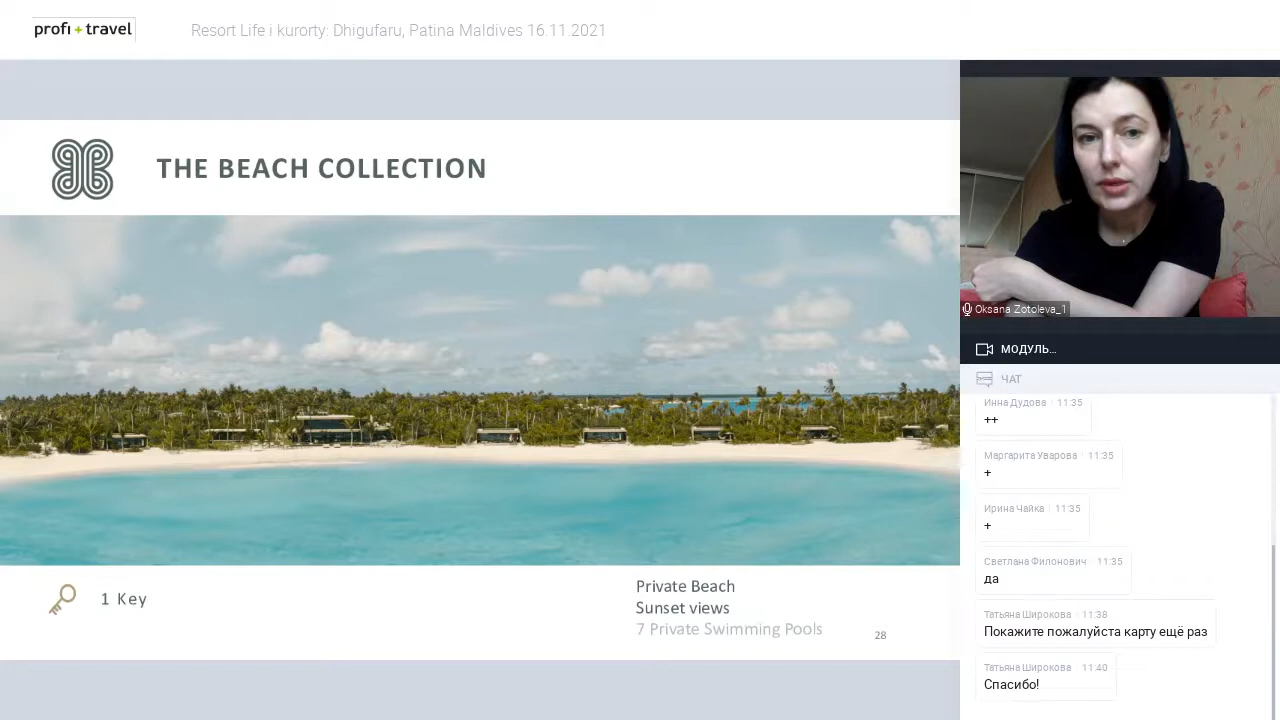 profi + travel
Resort Life i kurorty: Dhigufaru, Patina Maldives 16.11.2021
THE BEACH COLLECTION
1 Key
Private Beach
Sunset views
7 Private Swimming Pools
28
Oksana Zotoleva_1
МОДУЛЬ...
ЧАТ
Инна Дудова 11:35
++
Маргарита Уварова 11:35
+
Ирина Чайка 11:35
+
Светлана Филонович 11:35
да
Татьяна Широкова 11:38
Покажите пожалуйста карту ещё раз
Татьяна Широкова 11:40
Спасибо!